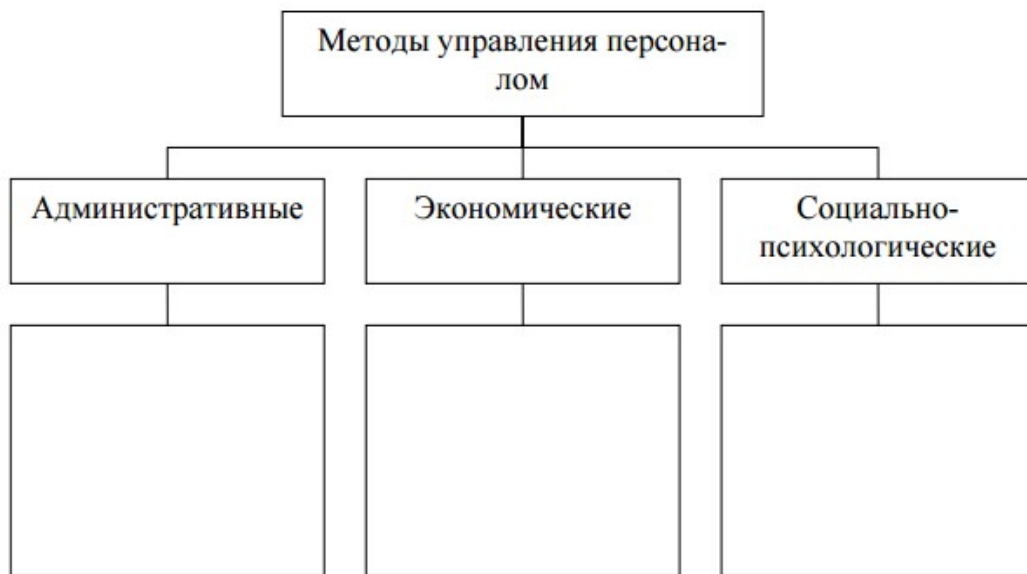 Методы управления персона-
лом
Административные
Экономические
Социально-
психологические